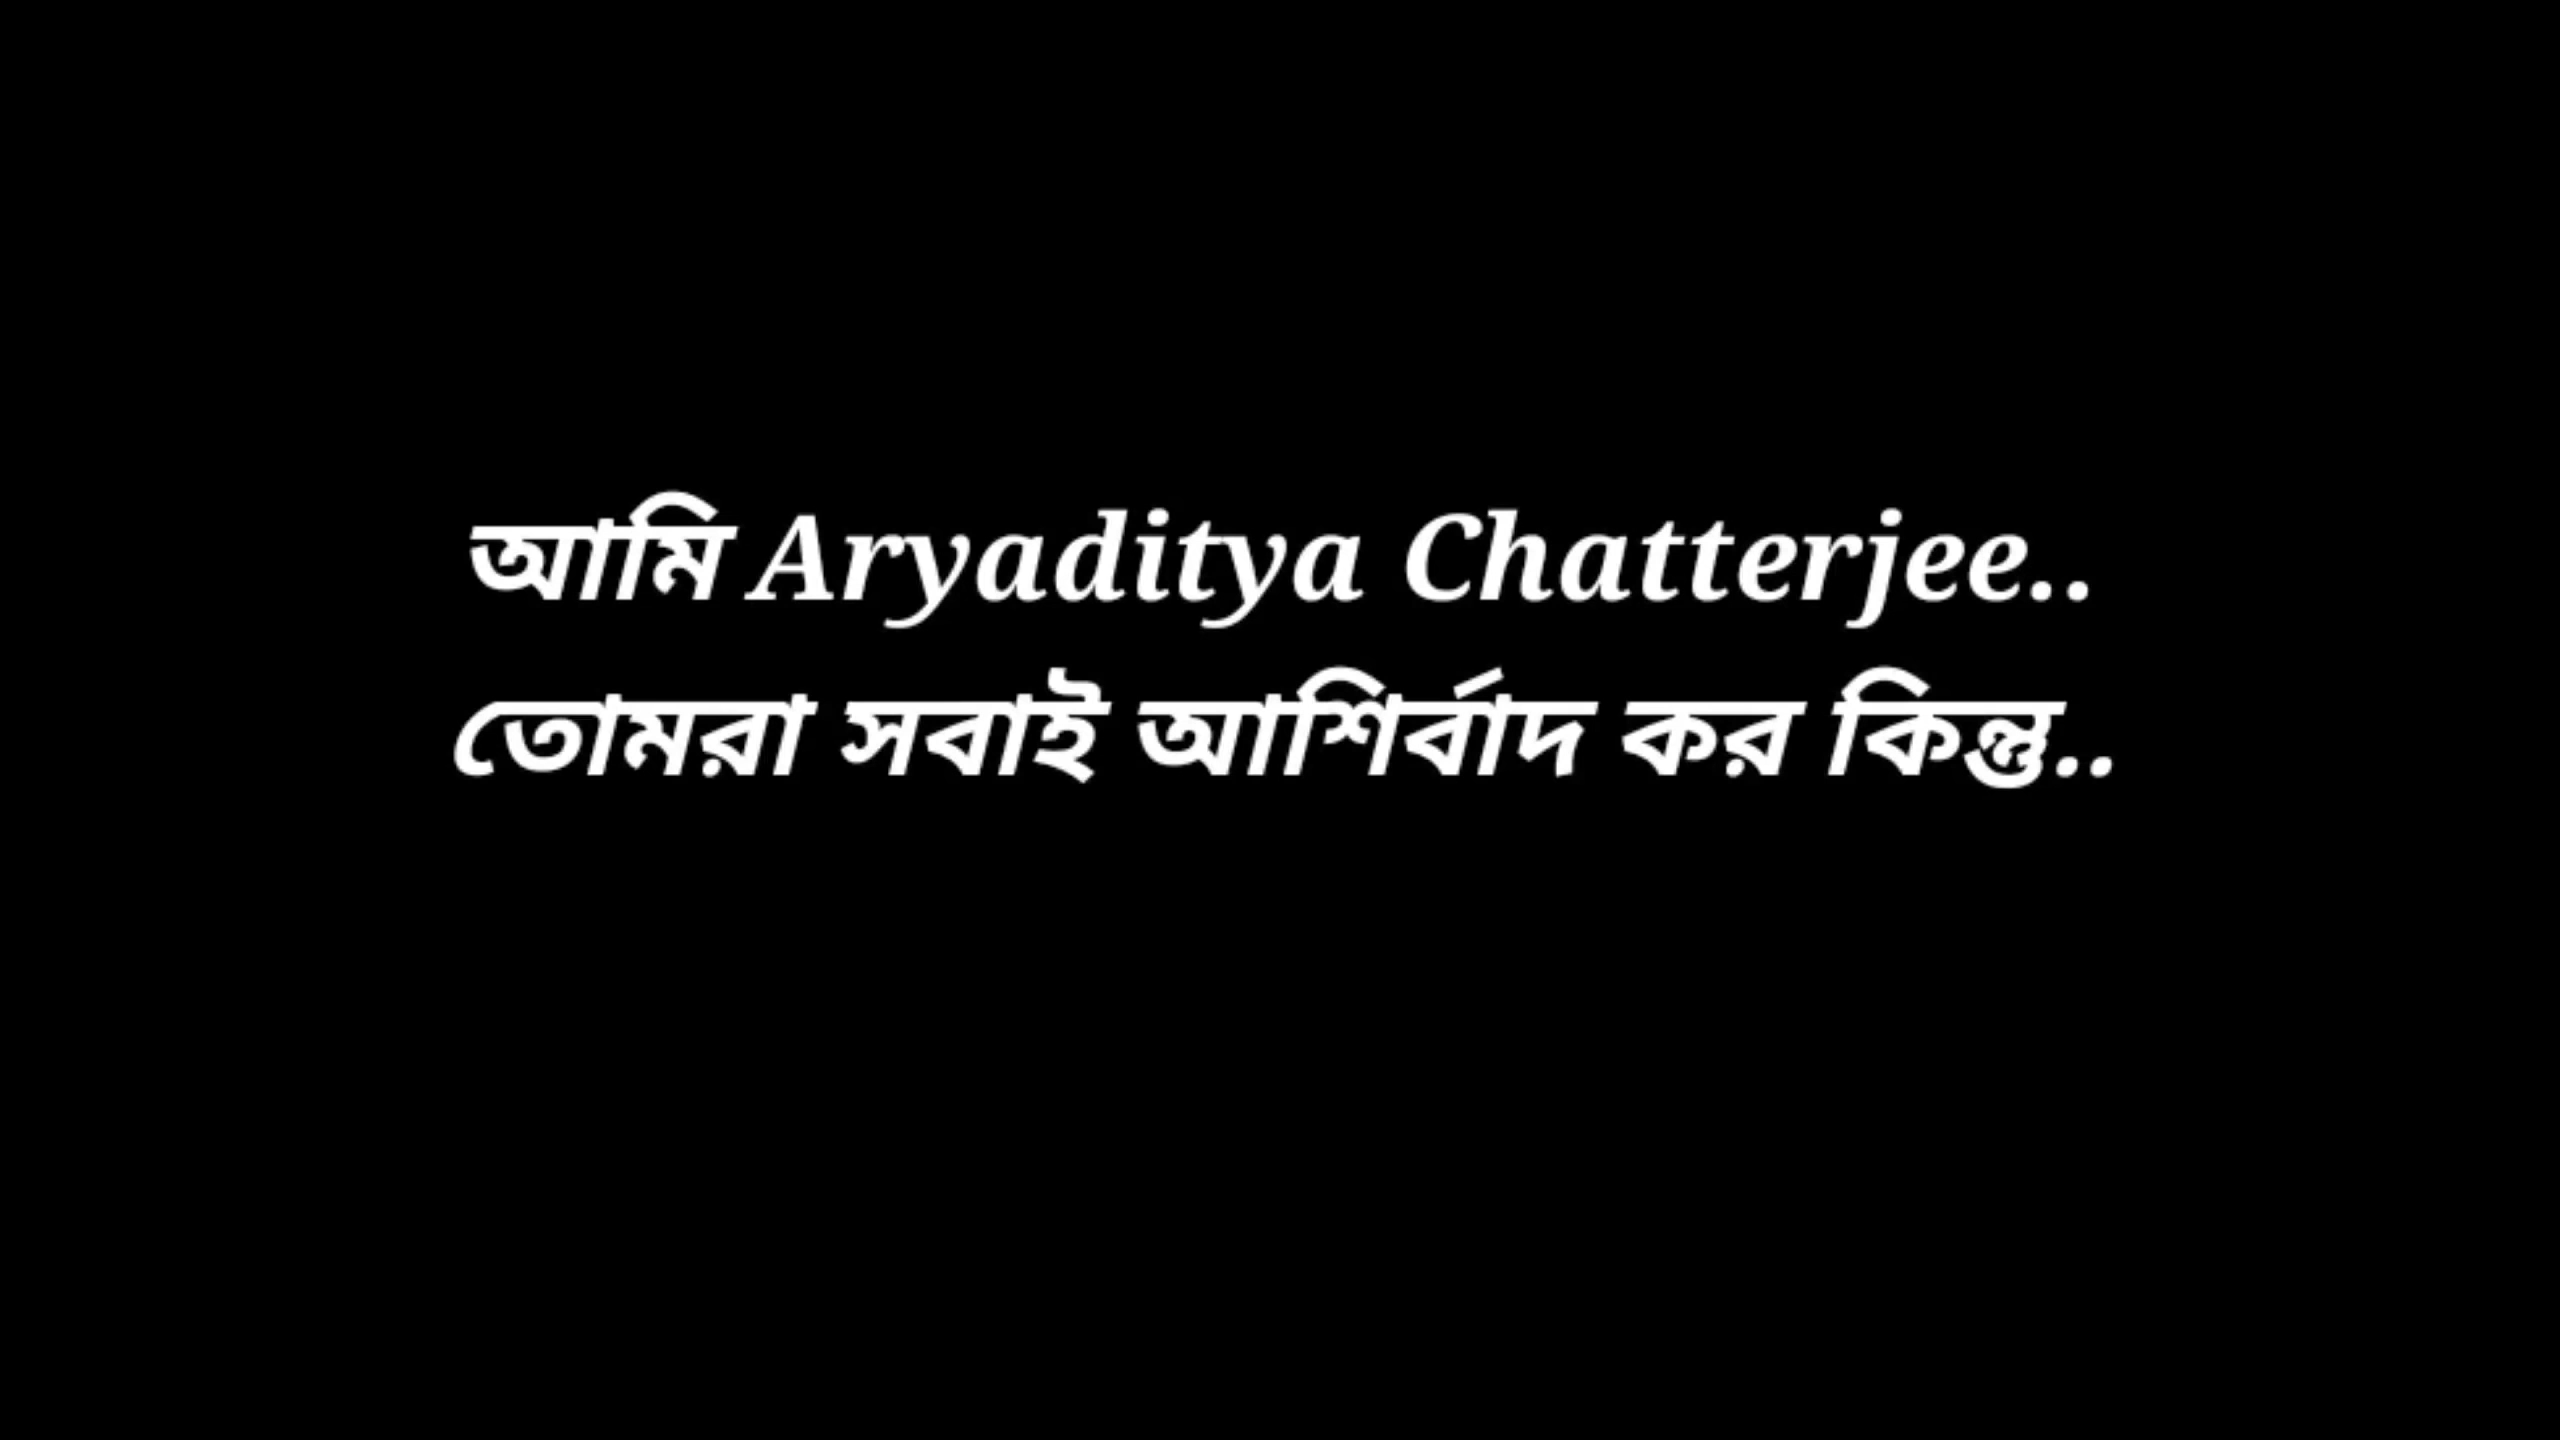 আমি Aryaditya Chatterjee..
তোমরা সবাই আশির্বাদ কর কিন্তু..